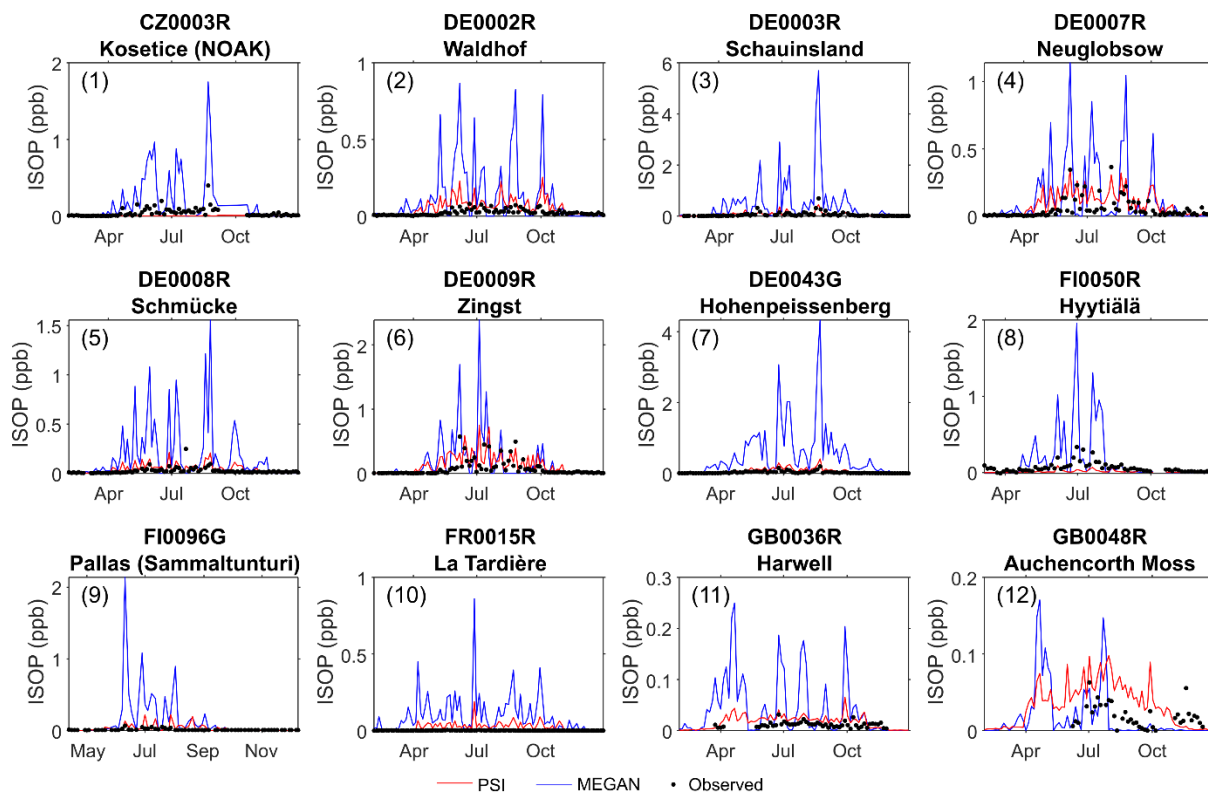 CZ0003R
Kosetice (NOAK)
2
1
0
ISOP (ppb)
(1)
Apr Jul Oct
DE0002R
Waldhof
1
0.5
0
ISOP (ppb)
(2)
Apr Jul Oct
DE0003R
Schauinsland
6
4
2
0
ISOP (ppb)
(3)
Apr Jul Oct
DE0007R
Neuglobsow
1
0.5
0
ISOP (ppb)
(4)
Apr Jul Oct
DE0008R
Schmücke
1.5
1
0.5
0
ISOP (ppb)
(5)
Apr Jul Oct
DE0009R
Zingst
2
1
0
ISOP (ppb)
(6)
Apr Jul Oct
DE0043G
Hohenpeissenberg
4
2
0
ISOP (ppb)
(7)
Apr Jul Oct
FI0050R
Hyytiälä
2
1
0
ISOP (ppb)
(8)
Apr Jul Oct
FI0096G
Pallas (Sammaltunturi)
2
1
0
ISOP (ppb)
(9)
May Jul Sep Nov
FR0015R
La Tardière
1
0.5
0
ISOP (ppb)
(10)
Apr Jul Oct
GB0036R
Harwell
0.3
0.2
0.1
0
ISOP (ppb)
(11)
Apr Jul Oct
GB0048R
Auchencorth Moss
0.2
0.1
0
ISOP (ppb)
(12)
Apr Jul Oct
PSI MEGAN Observed